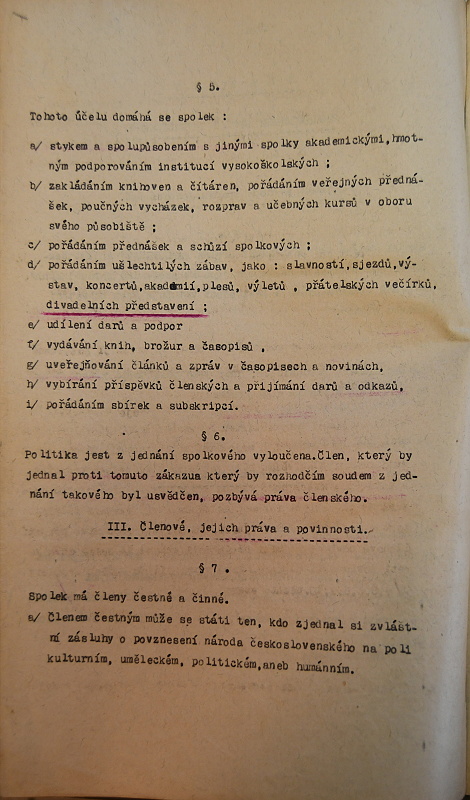 § 5.
Tohoto účelu domáhá se spolek :
a/ stykem a spolupůsobením s jinými spolky akademickými,hmot-
ným podporováním institucí vysokoškolských ;
b/ zakládáním knihoven a čítáren, pořádáním veřejných předná-
šek, poučných vycházek, rozprav a učebných kursů v oboru
svého působiště ;
c/ pořádáním přednášek a schůzí spolkových ;
d/ pořádáním ušlechtilých zábav, jako : slavností,sjezdů,vý-
stav, koncertů,akademií,plesů, výletů , přátelských večírků,
divadelních představení ;
e/ udílení darů a podpor
f/ vydávání knih, brožur a časopisů ,
g/ uveřejňování článků a zpráv v časopisech a novinách,
h/ vybírání příspěvků členských a přijímání darů a odkazů,
i/ pořádáním sbírek a subskripcí.
§ 6.
Politika jest z jednání spolkového vyloučena.Člen, který by
jednal proti tomuto zákazua který by rozhodčím soudem z jed-
nání takového byl usvědčen, pozbývá práva členského.
III. Členové, jejich práva a povinnosti.
§ 7 .
Spolek má členy čestné a činné.
a/ Členem čestným může se státi ten, kdo zjednal si zvlášt-
ní zásluhy o povznesení národa československého na poli
kulturním, uměleckém, politickém,aneb humánním.